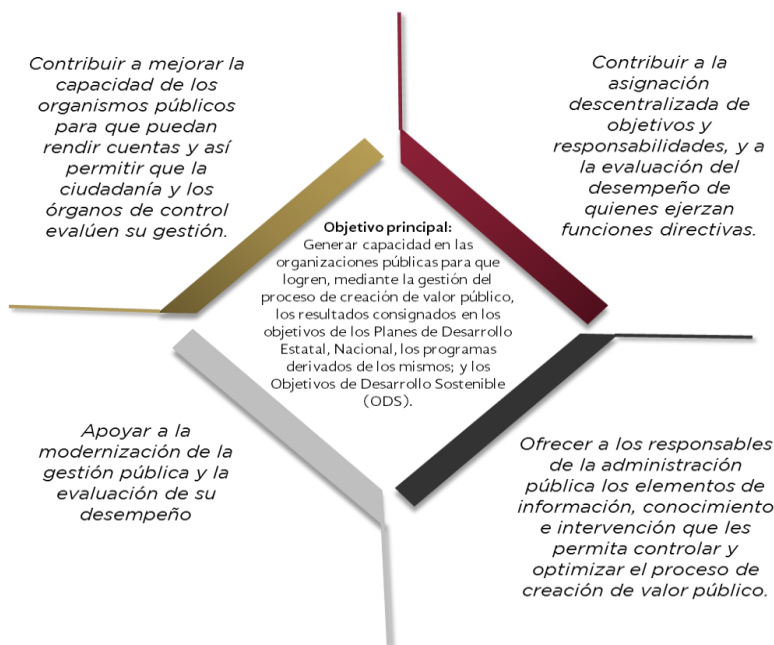 Contribuir a mejorar la
capacidad de los
organismos públicos
para que puedan
rendir cuentas y así
permitir que la
ciudadanía y los
órganos de control
evalúen su gestión.
Contribuir a la
asignación
descentralizada de
objetivos y
responsabilidades, y a
la evaluación del
desempeño de
quienes ejerzan
funciones directivas.
Objetivo principal:
Generar capacidad en las
organizaciones públicas para que
logren, mediante la gestión del
proceso de creación de valor público,
los resultados consignados en los
objetivos de los Planes de Desarrollo
Estatal, Nacional, los programas
derivados de los mismos; y los
Objetivos de Desarrollo Sostenible
(ODS).
Apoyar a la
modernización de la
gestión pública y la
evaluación de su
desempeño
Ofrecer a los responsables
de la administración
pública los elementos de
información, conocimiento
e intervención que les
permita controlar y
optimizar el proceso de
creación de valor público.